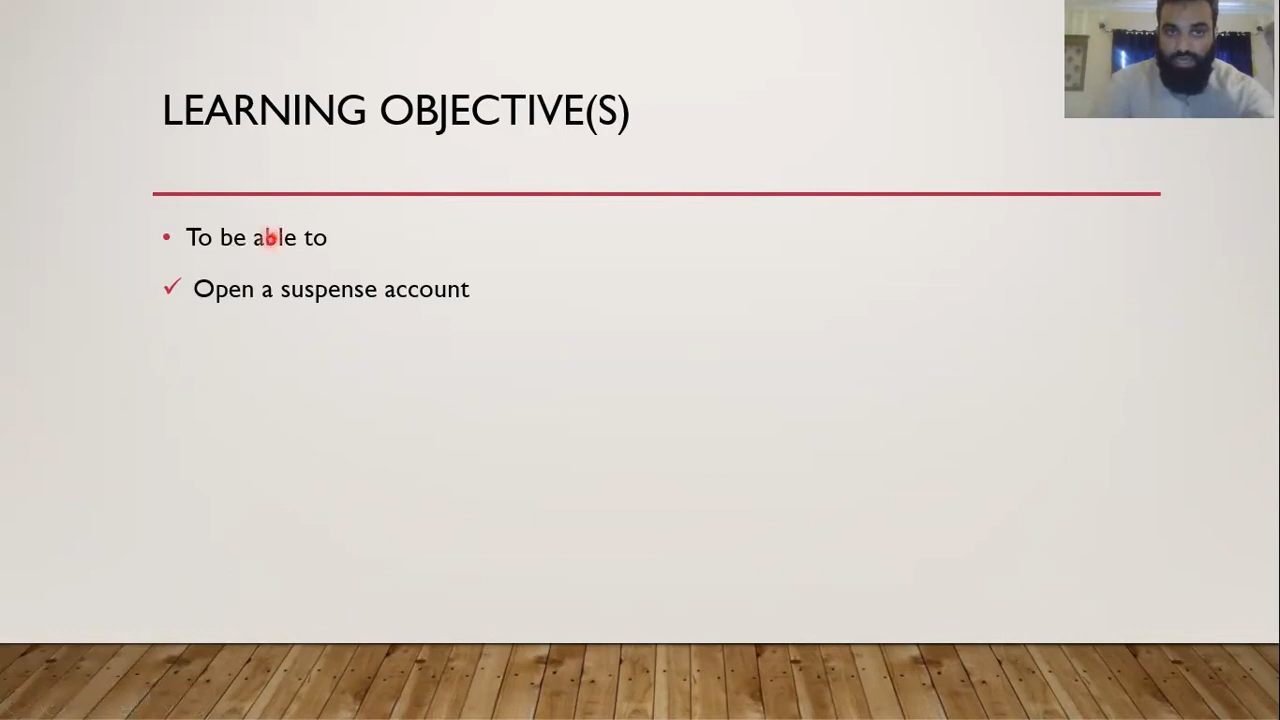 LEARNING OBJECTIVE(S)
To be able to
Open a suspense account